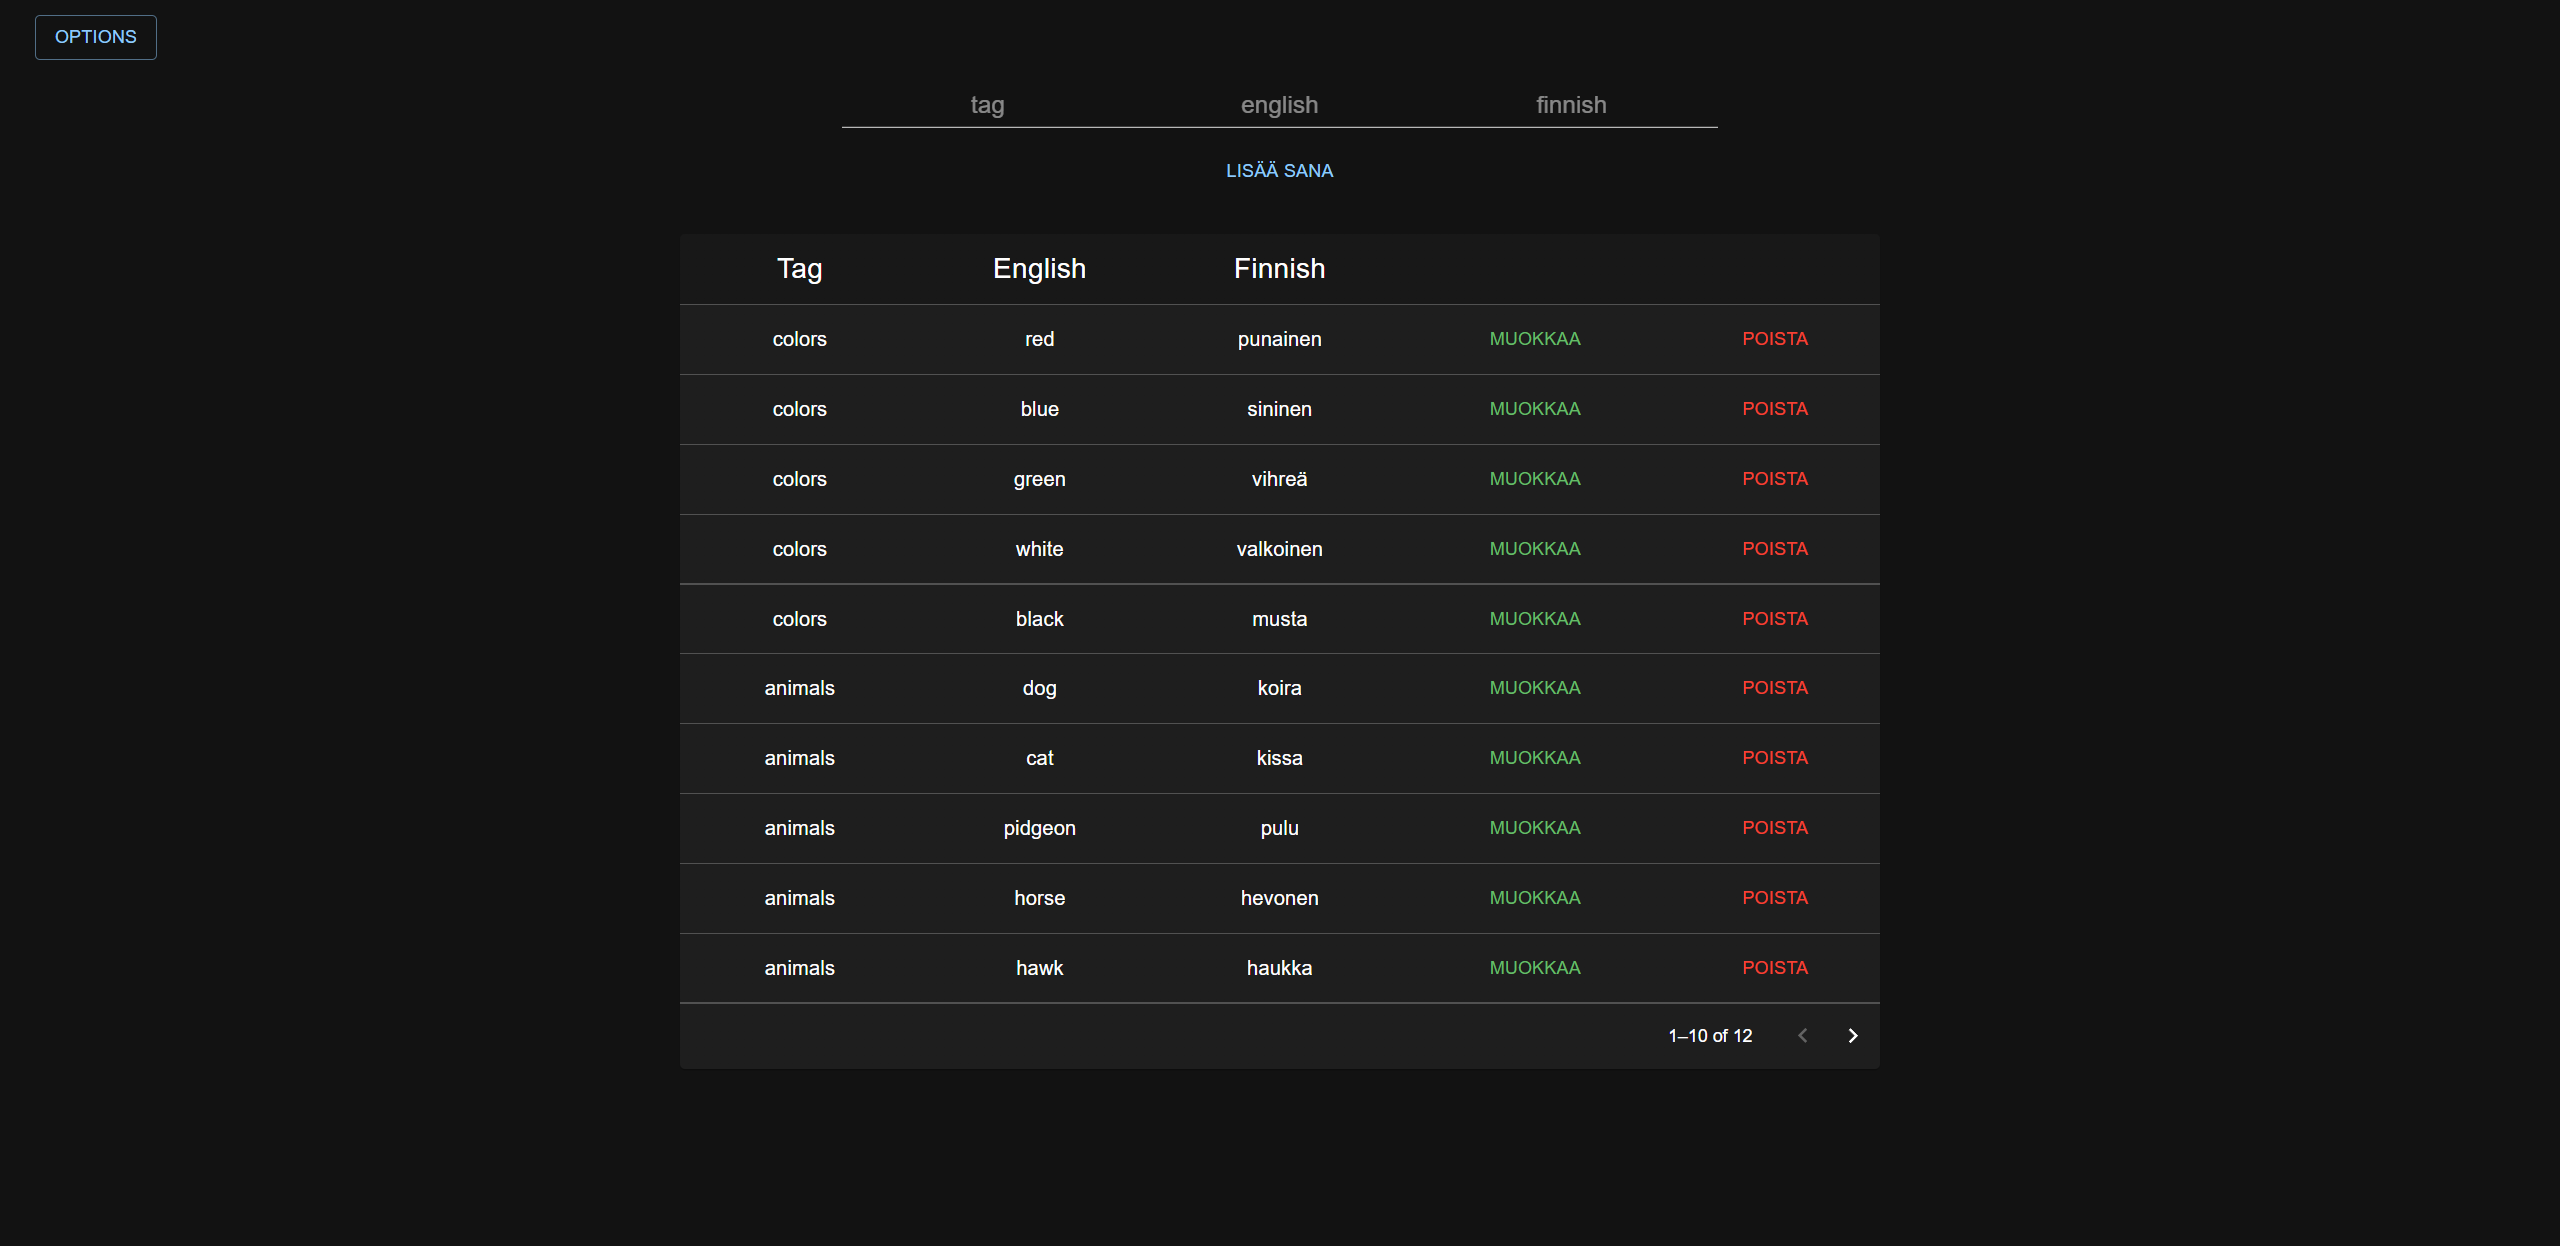 OPTIONS
tag english finnish
LISÄÄ SANA
Tag English Finnish
colors red punainen MUOKKAA POISTA
colors blue sininen MUOKKAA POISTA
colors green vihreä MUOKKAA POISTA
colors white valkoinen MUOKKAA POISTA
colors black musta MUOKKAA POISTA
animals dog koira MUOKKAA POISTA
animals cat kissa MUOKKAA POISTA
animals pidgeon pulu MUOKKAA POISTA
animals horse hevonen MUOKKAA POISTA
animals hawk haukka MUOKKAA POISTA
1–10 of 12